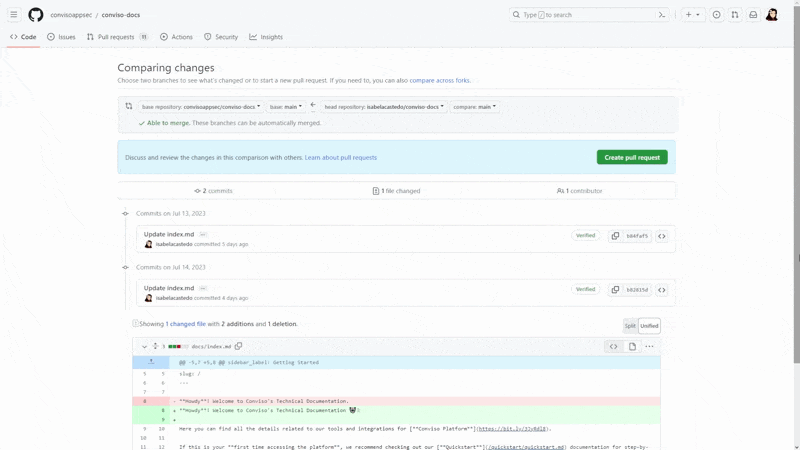 convisoappsec / conviso-docs
Type / to search
Code Issues Pull requests 11 Actions Security Insights
Comparing changes
Choose two branches to see what's changed or to start a new pull request. If you need to, you can also compare across forks.
base repository: convisoappsec/conviso-docs base: main head repository: isabelacastedo/conviso-docs compare: main
Able to merge. These branches can be automatically merged.
Discuss and review the changes in this comparison with others. Learn about pull requests
Create pull request
2 commits 1 file changed 1 contributor
Commits on Jul 13, 2023
Update index.md
isabelacastedo committed 5 days ago
Verified
Commits on Jul 14, 2023
Update index.md
isabelacastedo committed 4 days ago
Verified
Showing 1 changed file with 2 additions and 1 deletion.
Split Unified
3 docs/index.md
@@ -5,7 +5,8 @@ sidebar_label: Getting Started
5 5 slug: /
6 6 ---
7 7
8 - **Howdy**! Welcome to Conviso's Technical Documentation.
8 + **Howdy**! Welcome to Conviso's Technical Documentation
9 +
9 10 Here you can find all the details related to our tools and integrations for [**Conviso Platform**]
10 11
11 12 If this is your **first time accessing the platform**, we recommend checking out our [**Quickstart**](/quickstart/quickstart.md) documentation for step-by-